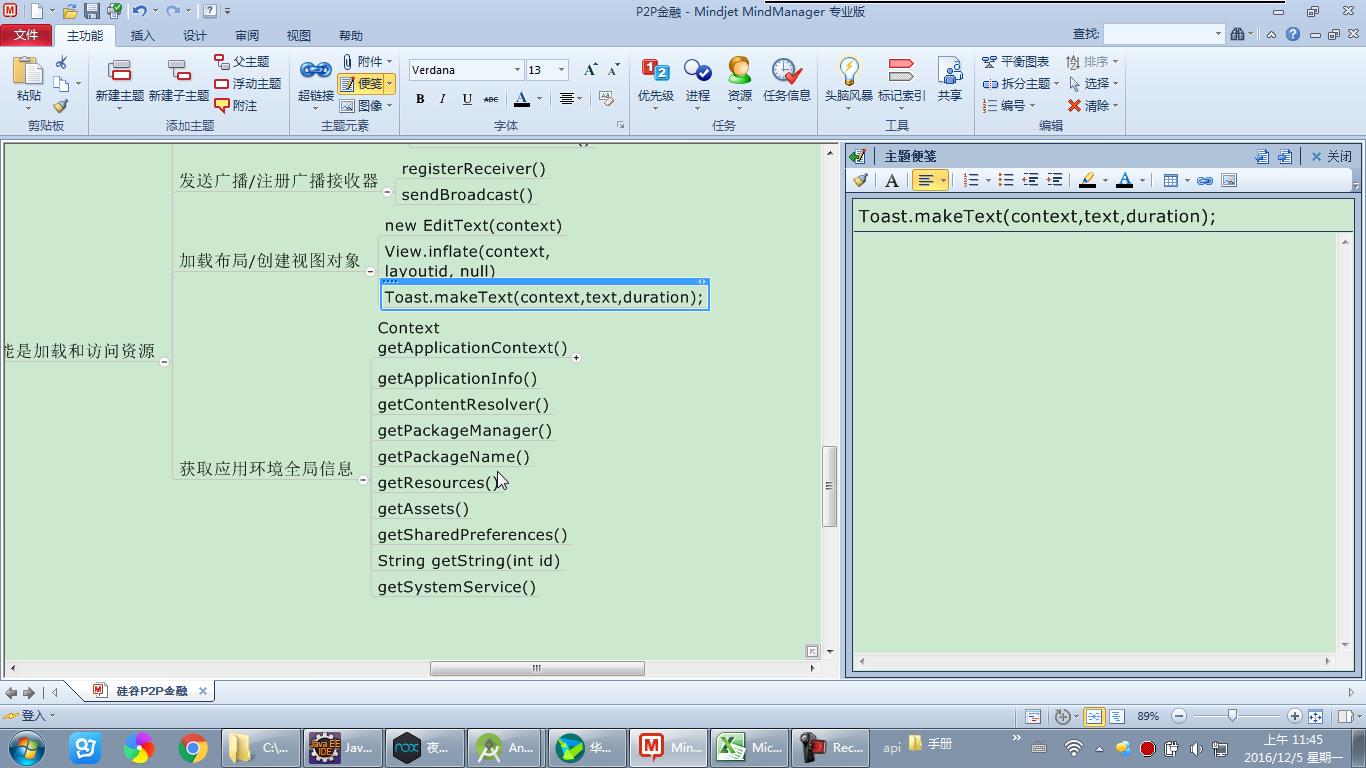 P2P金融 - Mindjet MindManager 专业版
文件 主功能 插入 设计 审阅 视图 帮助
查找:
粘贴
剪贴板
新建主题 新建子主题
父主题
浮动主题
附注
添加主题
超链接
附件
便笺
图像
主题元素
Verdana 13
B I U ABC A
字体
优先级 进程 资源 任务信息
任务
头脑风暴 标记索引 共享
工具
平衡图表 排序
拆分主题 选择
编号 清除
编辑
发送广播/注册广播接收器
registerReceiver()
sendBroadcast()
加载布局/创建视图对象
new EditText(context)
View.inflate(context,
layoutid, null)
Toast.makeText(context,text,duration);
能是加载和访问资源
获取应用环境全局信息
Context
getApplicationContext()
getApplicationInfo()
getContentResolver()
getPackageManager()
getPackageName()
getResources()
getAssets()
getSharedPreferences()
String getString(int id)
getSystemService()
主题便笺
关闭
Toast.makeText(context,text,duration);
硅谷P2P金融
登入
89%
C:\... Jav... 夜... An... 华... Min... Mic... Rec...
api 手册
上午 11:45
2016/12/5 星期一